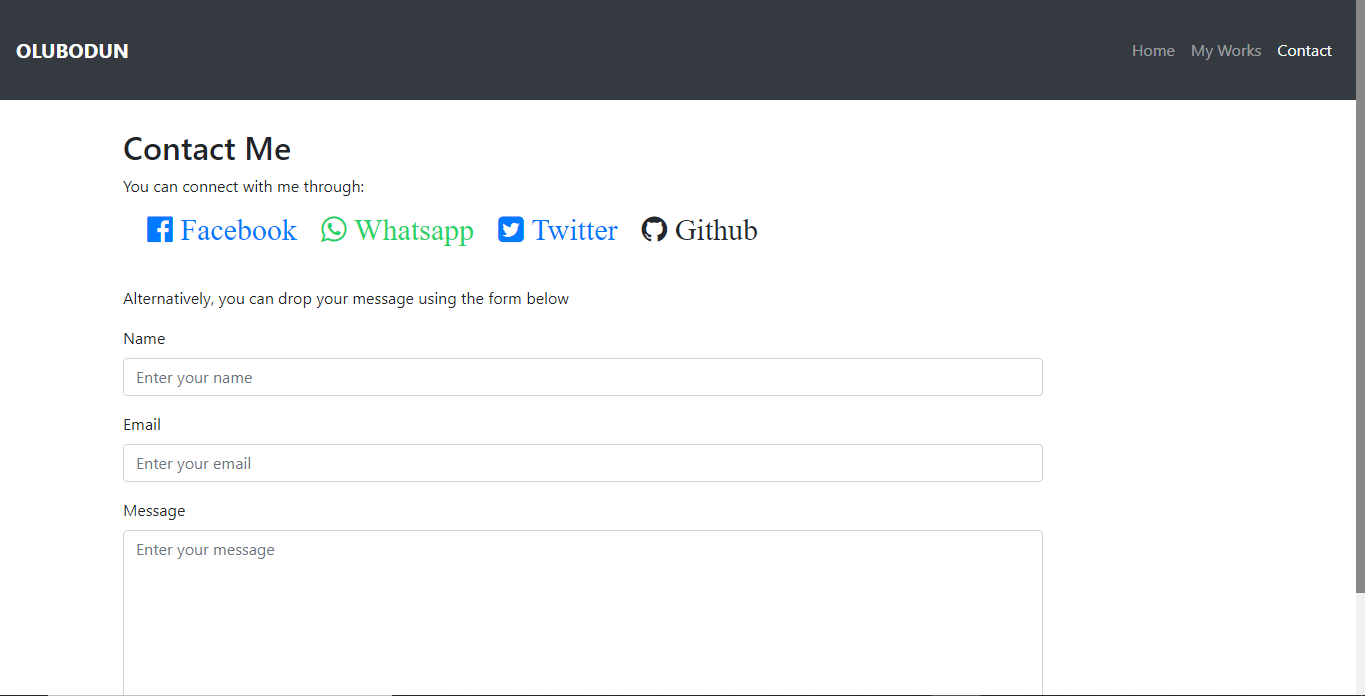 OLUBODUN
Home My Works Contact
Contact Me
You can connect with me through:
Facebook Whatsapp Twitter Github
Alternatively, you can drop your message using the form below
Name
Enter your name
Email
Enter your email
Message
Enter your message